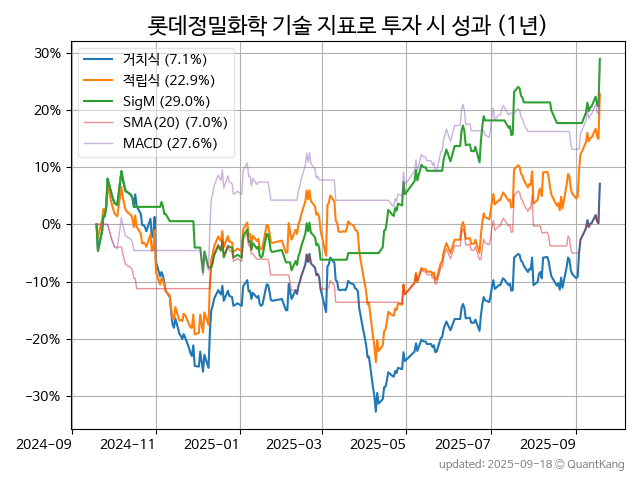 롯데정밀화학 기술 지표로 투자 시 성과 (1년)
거치식 (7.1%)
적립식 (22.9%)
SigM (29.0%)
SMA(20) (7.0%)
MACD (27.6%)
30%
20%
10%
0%
−10%
−20%
−30%
2024-09 2024-11 2025-01 2025-03 2025-05 2025-07 2025-09
updated: 2025-09-18 © QuantKang